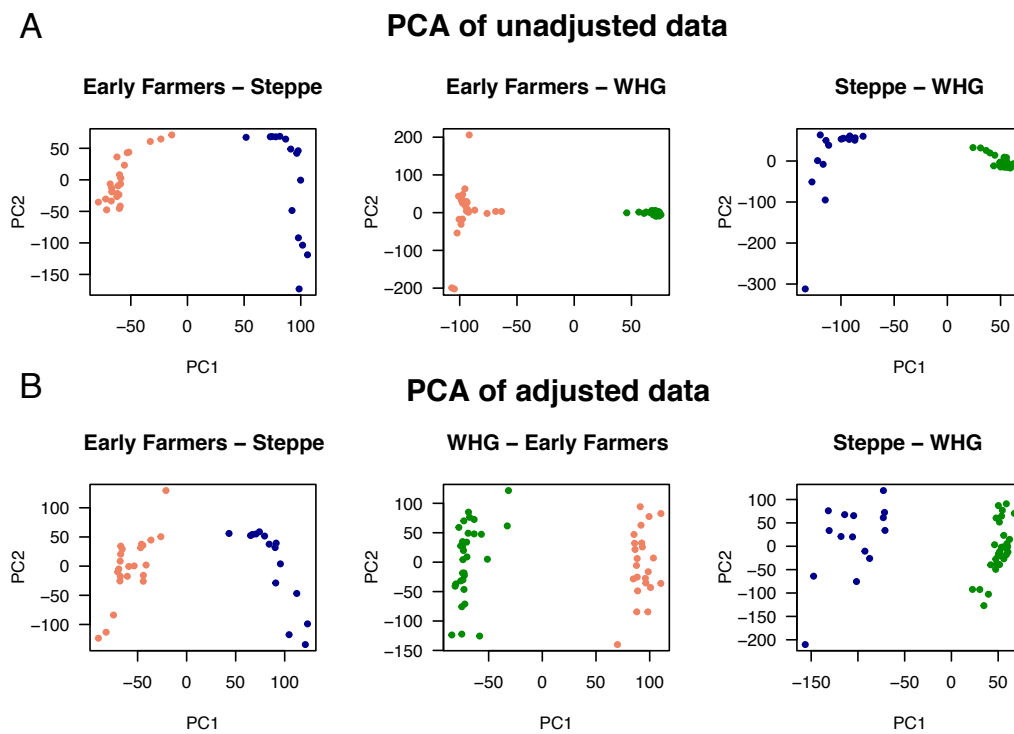 A
PCA of unadjusted data
Early Farmers – Steppe
Early Farmers – WHG
Steppe – WHG
PC2
50
0
−50
−100
−150
−50
0
50
100
PC1
PC2
200
100
0
−100
−200
−100
−50
0
50
PC2
0
−100
−200
−300
−100
−50
0
50
B
PCA of adjusted data
Early Farmers – Steppe
WHG – Early Farmers
Steppe – WHG
PC2
100
50
0
−50
−100
−50
0
50
100
PC1
PC2
100
50
0
−50
−100
−150
−50
0
50
100
PC1
PC2
100
50
0
−50
−100
−150
−200
−150
−50
0
50
PC1